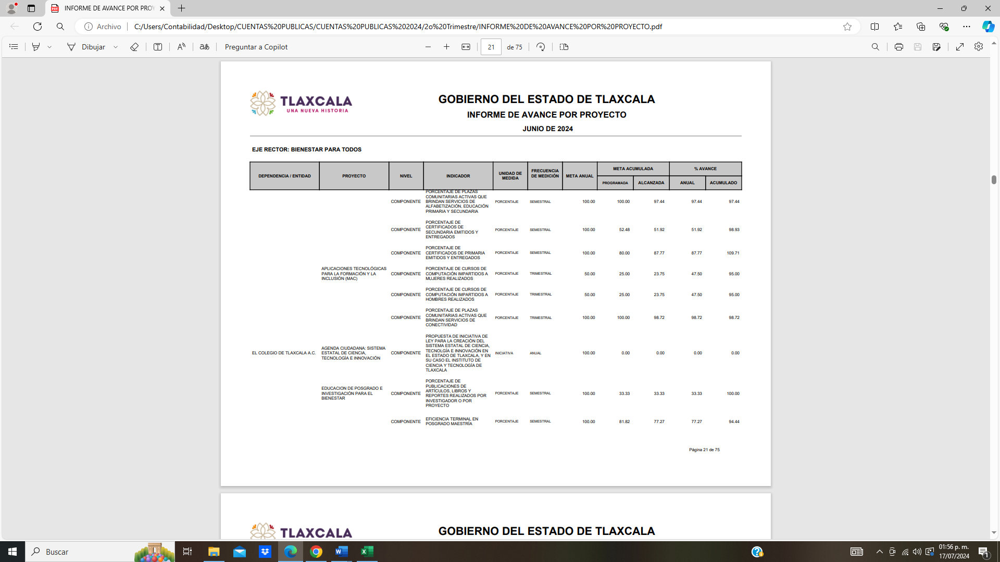 INFORME DE AVANCE POR PROY
Archivo
C:/Users/Contabilidad/Desktop/CUENTAS%20PUBLICAS/CUENTAS%20PUBLICAS%202024/2o%20Trimestre/INFORME%20DE%20AVANCE%20POR%20PROYECTO.pdf
Dibujar
Preguntar a Copilot
21 de 75
TLAXCALA
UNA NUEVA HISTORIA
GOBIERNO DEL ESTADO DE TLAXCALA
INFORME DE AVANCE POR PROYECTO
JUNIO DE 2024
EJE RECTOR: BIENESTAR PARA TODOS
DEPENDENCIA / ENTIDAD
PROYECTO
NIVEL
INDICADOR
UNIDAD DE
MEDIDA
FRECUENCIA
DE MEDICIÓN
META ANUAL
META ACUMULADA
PROGRAMADA
ALCANZADA
% AVANCE
ANUAL
ACUMULADO
COMPONENTE
PORCENTAJE DE PLAZAS
COMUNITARIAS ACTIVAS QUE
BRINDAN SERVICIOS DE
ALFABETIZACIÓN, EDUCACIÓN
PRIMARIA Y SECUNDARIA
PORCENTAJE SEMESTRAL 100.00 100.00 97.44 97.44 97.44
COMPONENTE
PORCENTAJE DE
CERTIFICADOS DE
SECUNDARIA EMITIDOS Y
ENTREGADOS
PORCENTAJE SEMESTRAL 100.00 52.48 51.92 51.92 98.93
COMPONENTE
PORCENTAJE DE
CERTIFICADOS DE PRIMARIA
EMITIDOS Y ENTREGADOS
PORCENTAJE SEMESTRAL 100.00 80.00 87.77 87.77 109.71
APLICACIONES TECNOLÓGICAS
PARA LA FORMACIÓN Y LA
INCLUSIÓN (MAC)
COMPONENTE
PORCENTAJE DE CURSOS DE
COMPUTACIÓN IMPARTIDOS A
MUJERES REALIZADOS
PORCENTAJE TRIMESTRAL 50.00 25.00 23.75 47.50 95.00
COMPONENTE
PORCENTAJE DE CURSOS DE
COMPUTACIÓN IMPARTIDOS A
HOMBRES REALIZADOS
PORCENTAJE TRIMESTRAL 50.00 25.00 23.75 47.50 95.00
COMPONENTE
PORCENTAJE DE PLAZAS
COMUNITARIAS ACTIVAS QUE
BRINDAN SERVICIOS DE
CONECTIVIDAD
PORCENTAJE TRIMESTRAL 100.00 100.00 98.72 98.72 98.72
EL COLEGIO DE TLAXCALA A.C.
AGENDA CIUDADANA: SISTEMA
ESTATAL DE CIENCIA,
TECNOLOGÍA E INNOVACIÓN
COMPONENTE
PROPUESTA DE INICIATIVA DE
LEY PARA LA CREACIÓN DEL
SISTEMA ESTATAL DE CIENCIA,
TECNOLGÍA E INNOVACIÓN EN
EL ESTADO DE TLAXCALA, Y EN
SU CASO EL INSTITUTO DE
CIENCIA Y TECNOLOGÍA DE
TLAXCALA
INICIATIVA ANUAL 100.00 0.00 0.00 0.00 0.00
EDUCACION DE POSGRADO E
INVESTIGACIÓN PARA EL
BIENESTAR
COMPONENTE
PORCENTAJE DE
PUBLICACIONES DE
ARTÍCULOS, LIBROS Y
REPORTES REALIZADOS POR
INVESTIGADOR O POR
PROYECTO
PORCENTAJE SEMESTRAL 100.00 33.33 33.33 33.33 100.00
COMPONENTE
EFICIENCIA TERMINAL EN
POSGRADO MAESTRÍA
PORCENTAJE SEMESTRAL 100.00 81.82 77.27 77.27 94.44
Página 21 de 75
TLAXCALA
GOBIERNO DEL ESTADO DE TLAXCALA
Buscar
01:56 p. m.
17/07/2024
1